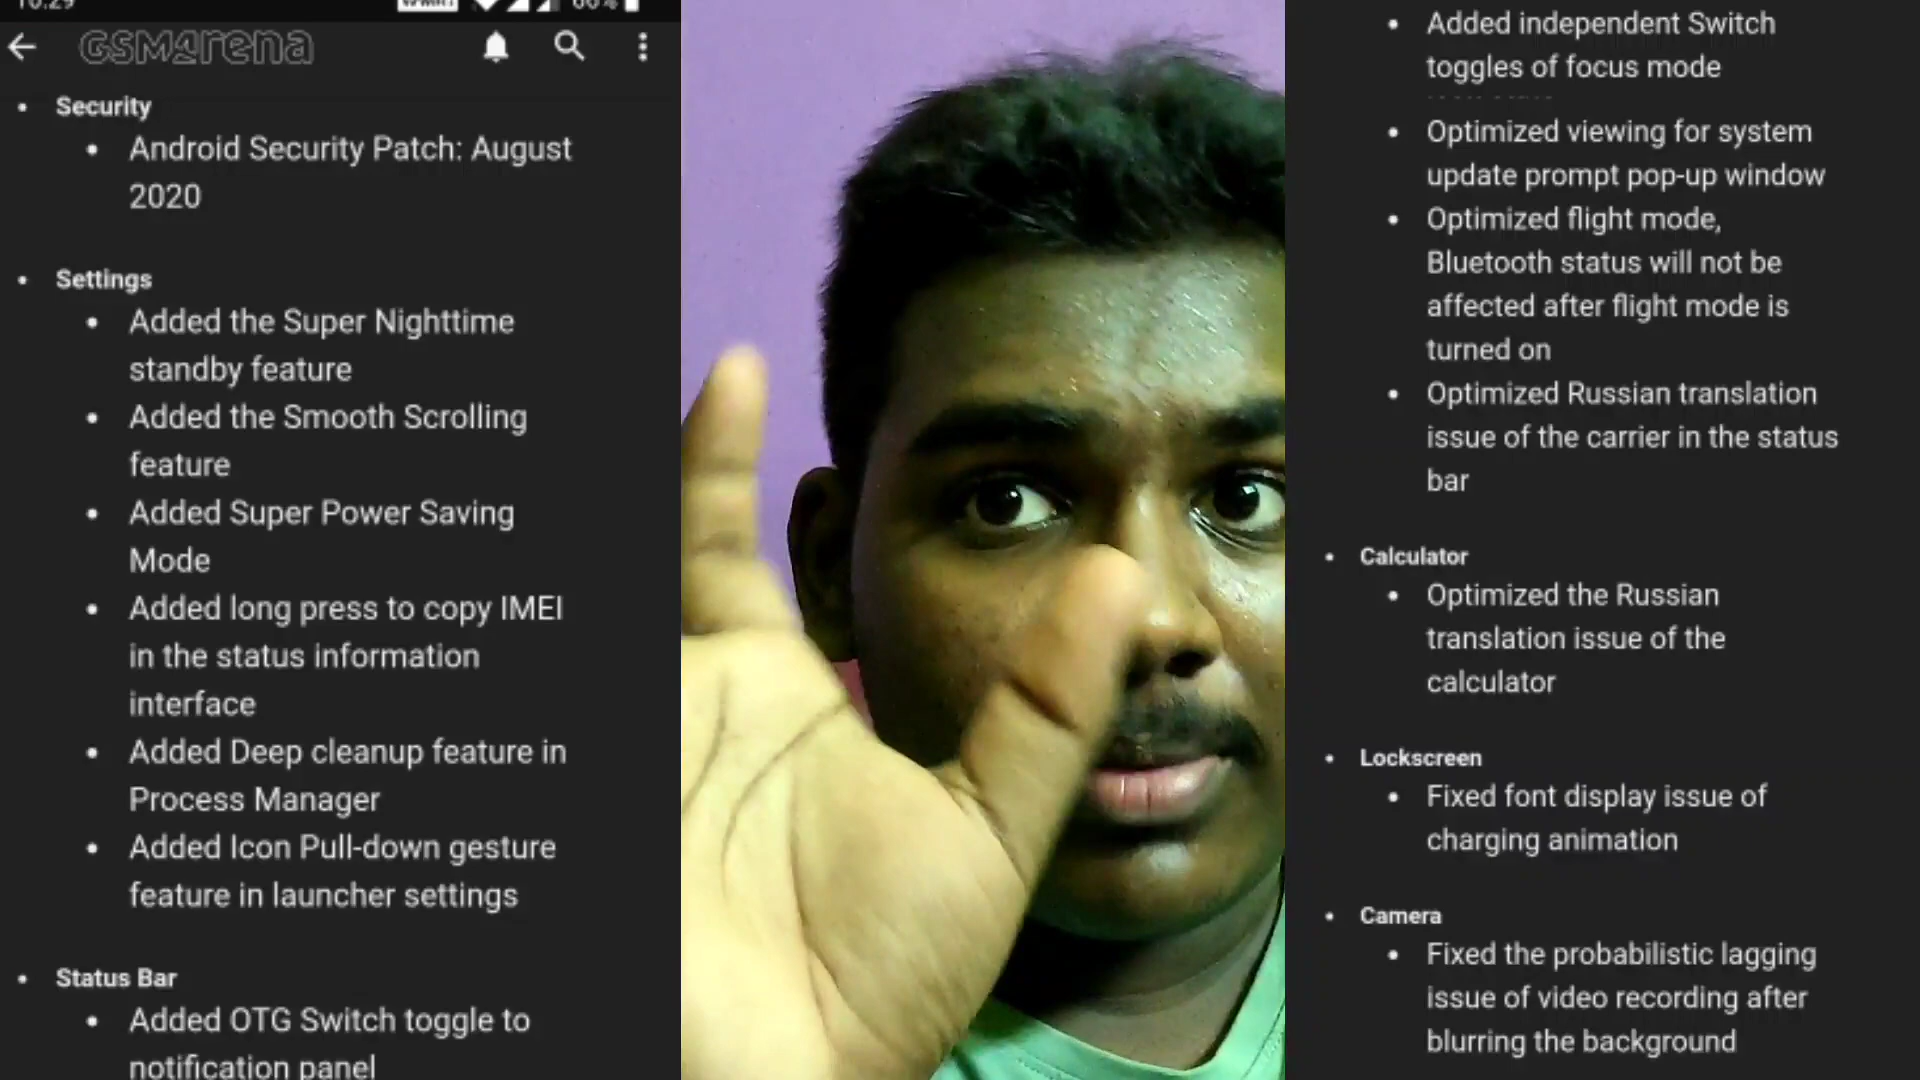 16:29
GSMArena
Security
Android Security Patch: August
2020
Settings
Added the Super Nighttime
standby feature
Added the Smooth Scrolling
feature
Added Super Power Saving
Mode
Added long press to copy IMEI
in the status information
interface
Added Deep cleanup feature in
Process Manager
Added Icon Pull-down gesture
feature in launcher settings
Status Bar
Added OTG Switch toggle to
notification panel
Added independent Switch
toggles of focus mode
Optimized viewing for system
update prompt pop-up window
Optimized flight mode,
Bluetooth status will not be
affected after flight mode is
turned on
Optimized Russian translation
issue of the carrier in the status
bar
Calculator
Optimized the Russian
translation issue of the
calculator
Lockscreen
Fixed font display issue of
charging animation
Camera
Fixed the probabilistic lagging
issue of video recording after
blurring the background